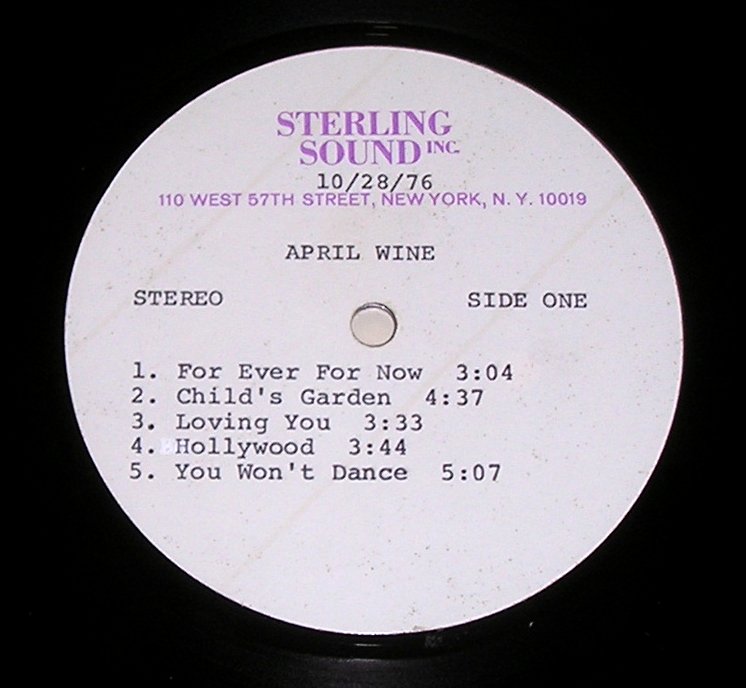 STERLING
SOUND INC.
10/28/76
110 WEST 57TH STREET, NEW YORK, N. Y. 10019
APRIL WINE
STEREO SIDE ONE
1. For Ever For Now 3:04
2. Child's Garden 4:37
3. Loving You 3:33
4. Hollywood 3:44
5. You Won't Dance 5:07